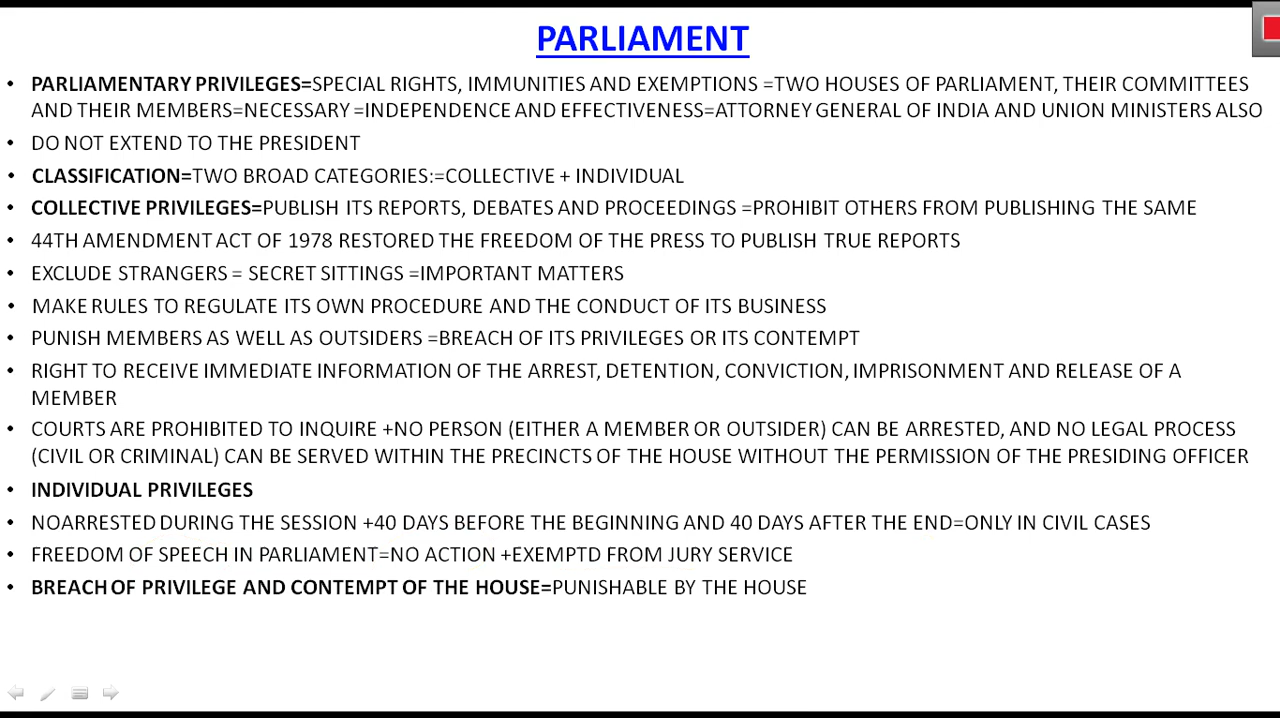 PARLIAMENT
• PARLIAMENTARY PRIVILEGES=SPECIAL RIGHTS, IMMUNITIES AND EXEMPTIONS =TWO HOUSES OF PARLIAMENT, THEIR COMMITTEES
AND THEIR MEMBERS=NECESSARY =INDEPENDENCE AND EFFECTIVENESS=ATTORNEY GENERAL OF INDIA AND UNION MINISTERS ALSO
• DO NOT EXTEND TO THE PRESIDENT
• CLASSIFICATION=TWO BROAD CATEGORIES:=COLLECTIVE + INDIVIDUAL
• COLLECTIVE PRIVILEGES=PUBLISH ITS REPORTS, DEBATES AND PROCEEDINGS =PROHIBIT OTHERS FROM PUBLISHING THE SAME
• 44TH AMENDMENT ACT OF 1978 RESTORED THE FREEDOM OF THE PRESS TO PUBLISH TRUE REPORTS
• EXCLUDE STRANGERS = SECRET SITTINGS =IMPORTANT MATTERS
• MAKE RULES TO REGULATE ITS OWN PROCEDURE AND THE CONDUCT OF ITS BUSINESS
• PUNISH MEMBERS AS WELL AS OUTSIDERS =BREACH OF ITS PRIVILEGES OR ITS CONTEMPT
• RIGHT TO RECEIVE IMMEDIATE INFORMATION OF THE ARREST, DETENTION, CONVICTION, IMPRISONMENT AND RELEASE OF A
MEMBER
• COURTS ARE PROHIBITED TO INQUIRE +NO PERSON (EITHER A MEMBER OR OUTSIDER) CAN BE ARRESTED, AND NO LEGAL PROCESS
(CIVIL OR CRIMINAL) CAN BE SERVED WITHIN THE PRECINCTS OF THE HOUSE WITHOUT THE PERMISSION OF THE PRESIDING OFFICER
• INDIVIDUAL PRIVILEGES
• NOARRESTED DURING THE SESSION +40 DAYS BEFORE THE BEGINNING AND 40 DAYS AFTER THE END=ONLY IN CIVIL CASES
• FREEDOM OF SPEECH IN PARLIAMENT=NO ACTION +EXEMPTD FROM JURY SERVICE
• BREACH OF PRIVILEGE AND CONTEMPT OF THE HOUSE=PUNISHABLE BY THE HOUSE